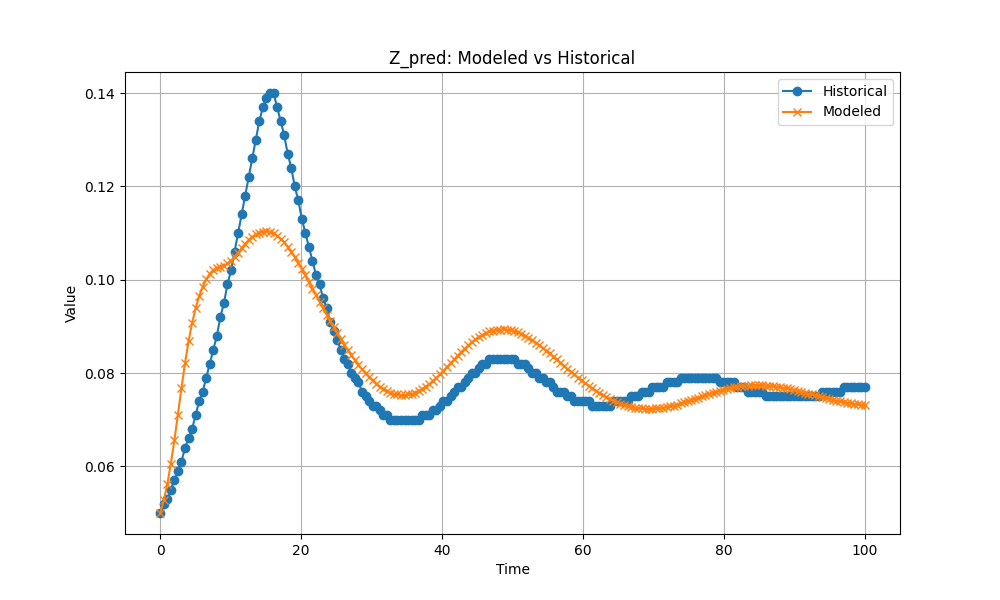 Z_pred: Modeled vs Historical
Historical
Modeled
Value
0.14
0.12
0.10
0.08
0.06
0
20
40
60
80
100
Time